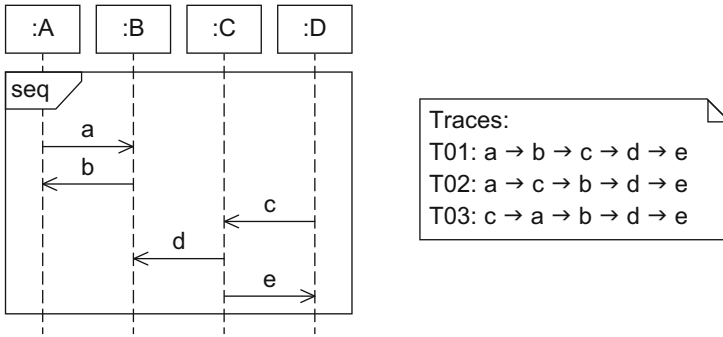 :A :B :C :D
seq
a
b
c
d
e
Traces:
T01: a → b → c → d → e
T02: a → c → b → d → e
T03: c → a → b → d → e